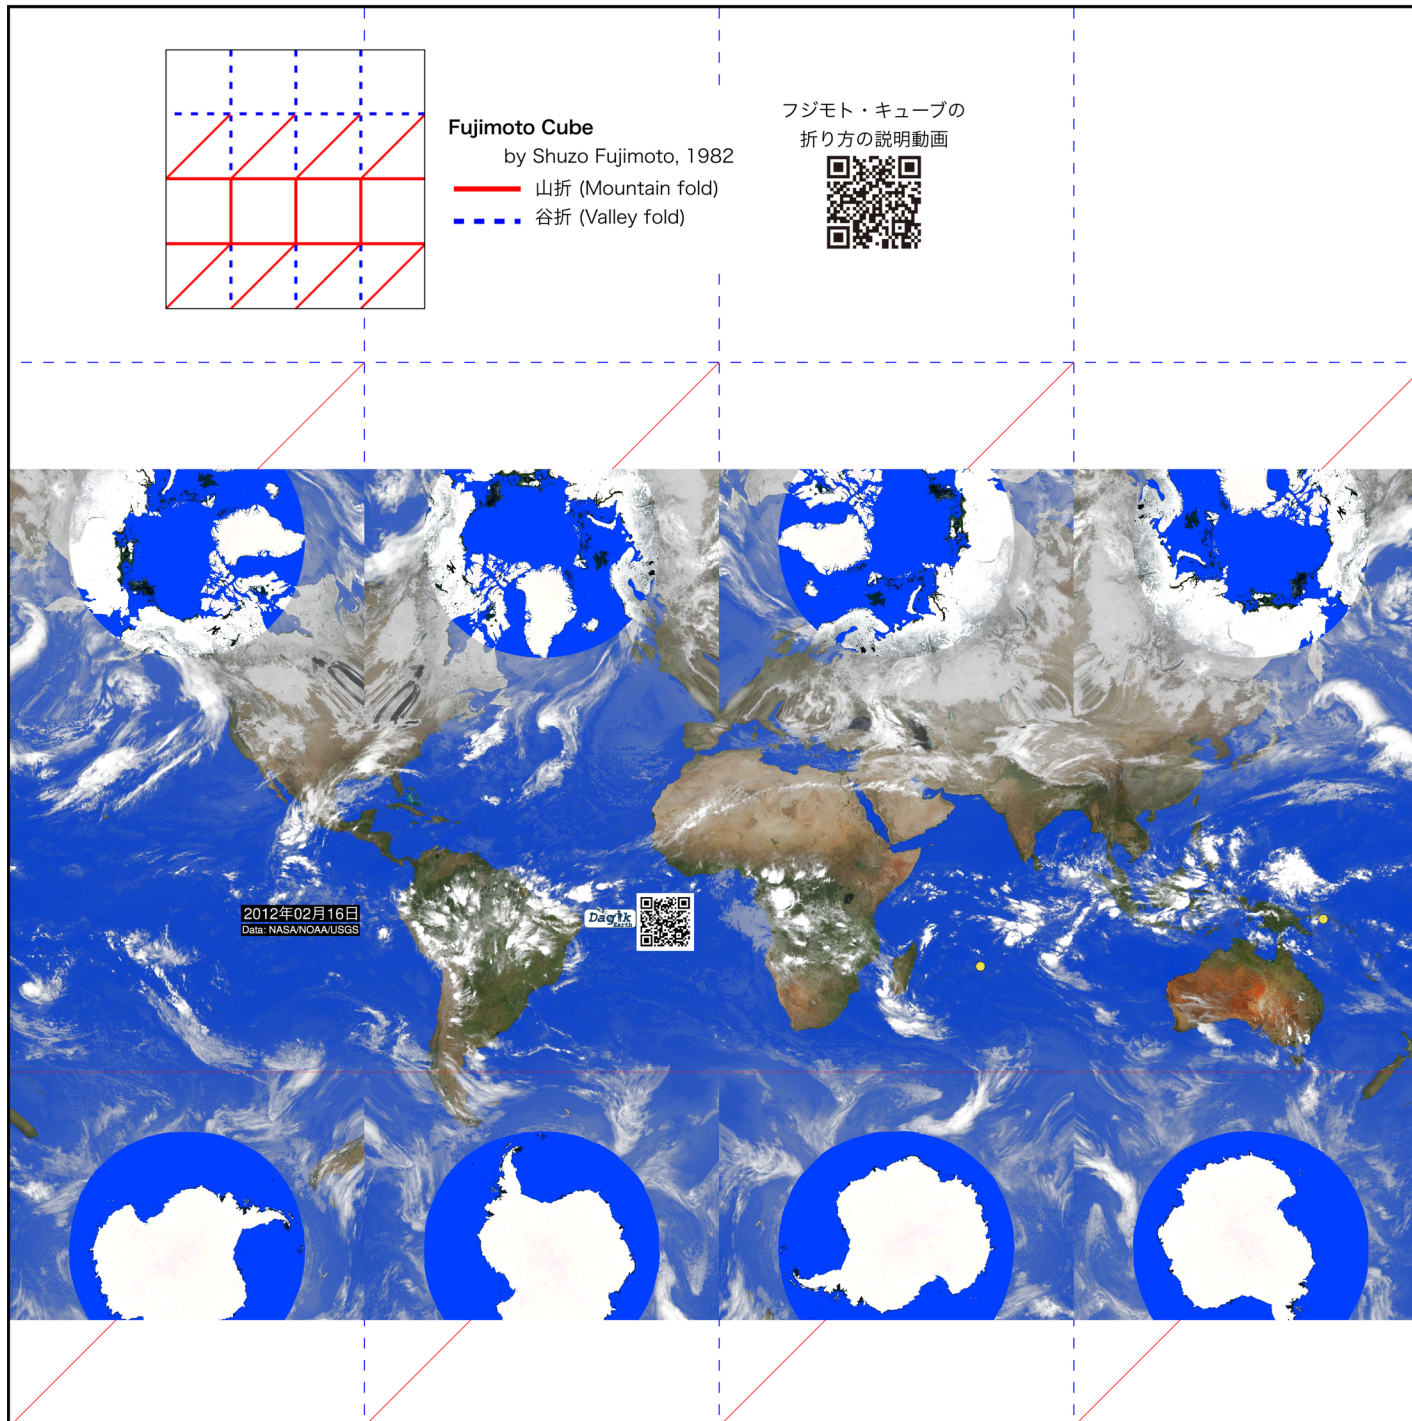 Fujimoto Cube
by Shuzo Fujimoto, 1982
山折 (Mountain fold)
谷折 (Valley fold)
フジモト・キューブの
折り方の説明動画
2012年02月16日
Data: NASA/NOAA/USGS
Dagik
Earth